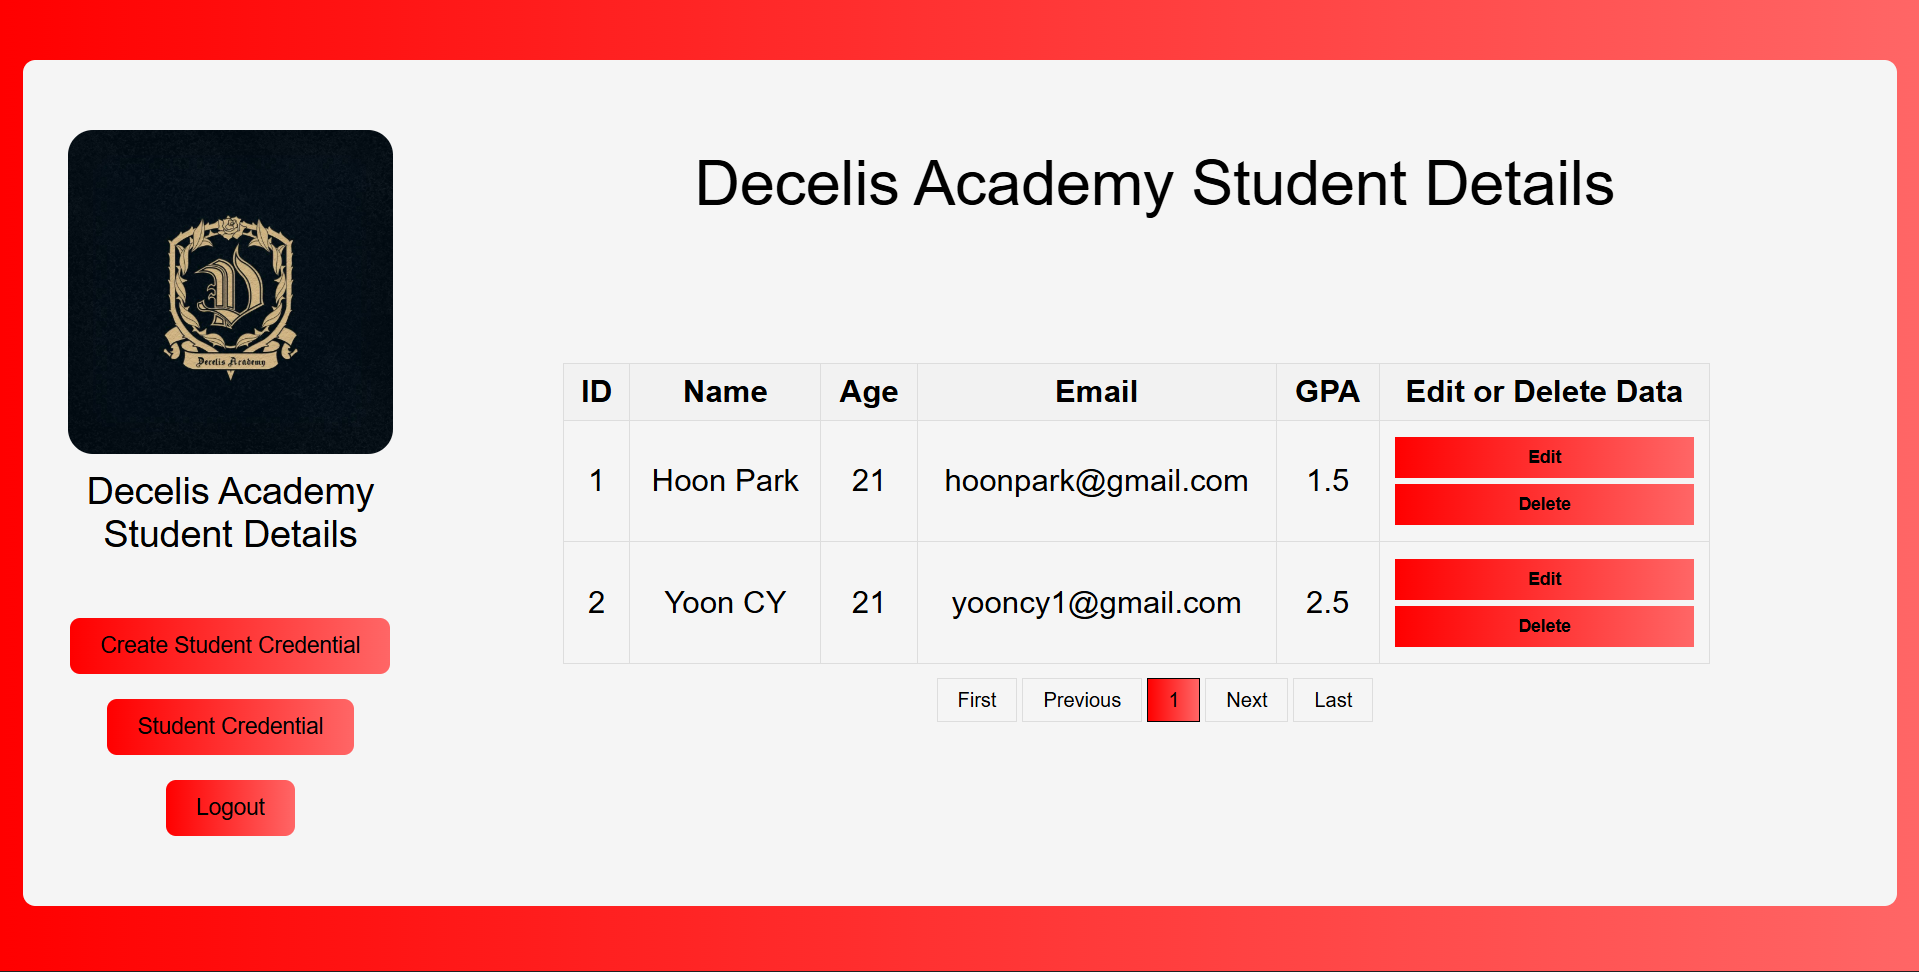 Decelis Academy
Decelis Academy
Student Details
Create Student Credential
Student Credential
Logout
Decelis Academy Student Details
ID Name Age Email GPA Edit or Delete Data
1 Hoon Park 21 hoonpark@gmail.com 1.5 Edit
Delete
2 Yoon CY 21 yooncy1@gmail.com 2.5 Edit
Delete
First Previous 1 Next Last